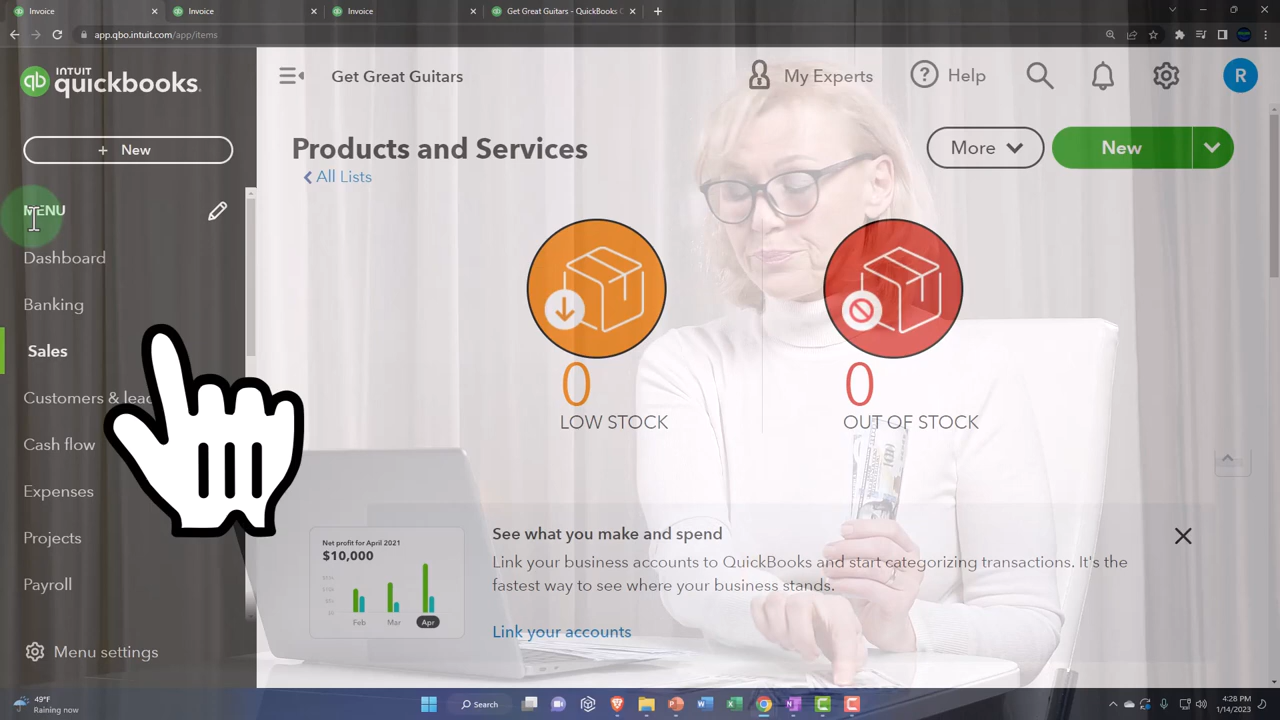 Invoice
Invoice
Invoice
Get Great Guitars - QuickBooks
app.qbo.intuit.com/app/items
INTUIT
quickbooks.
Get Great Guitars
My Experts
Help
R
+ New
Products and Services
More
New
All Lists
MENU
Dashboard
Banking
Sales
Customers &
Cash flow
Expenses
Projects
Payroll
Menu settings
0
LOW STOCK
0
OUT OF STOCK
Net profit for April 2021
$10,000
Feb
Mar
Apr
See what you make and spend
Link your business accounts to QuickBooks and start categorizing transactions. It's the
fastest way to see where your business stands.
Link your accounts
49°F
Raining now
Search
4:28 PM
1/14/2023